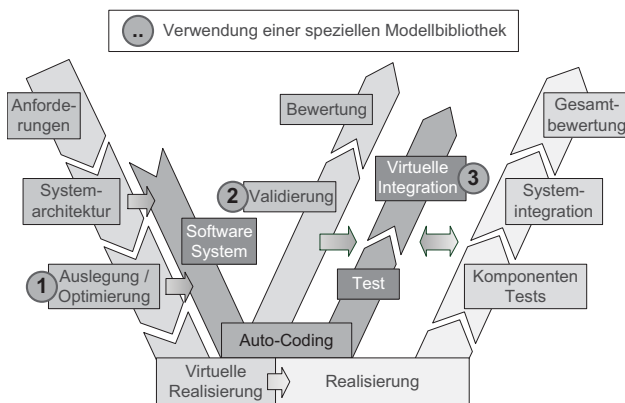 .. Verwendung einer speziellen Modellbibliothek
Anforde-
rungen
System-
architektur
1 Auslegung /
Optimierung
Software
System
Bewertung
2 Validierung
Virtuelle
Integration 3
Test
Gesamt-
bewertung
System-
integration
Komponenten
Tests
Auto-Coding
Virtuelle
Realisierung
Realisierung